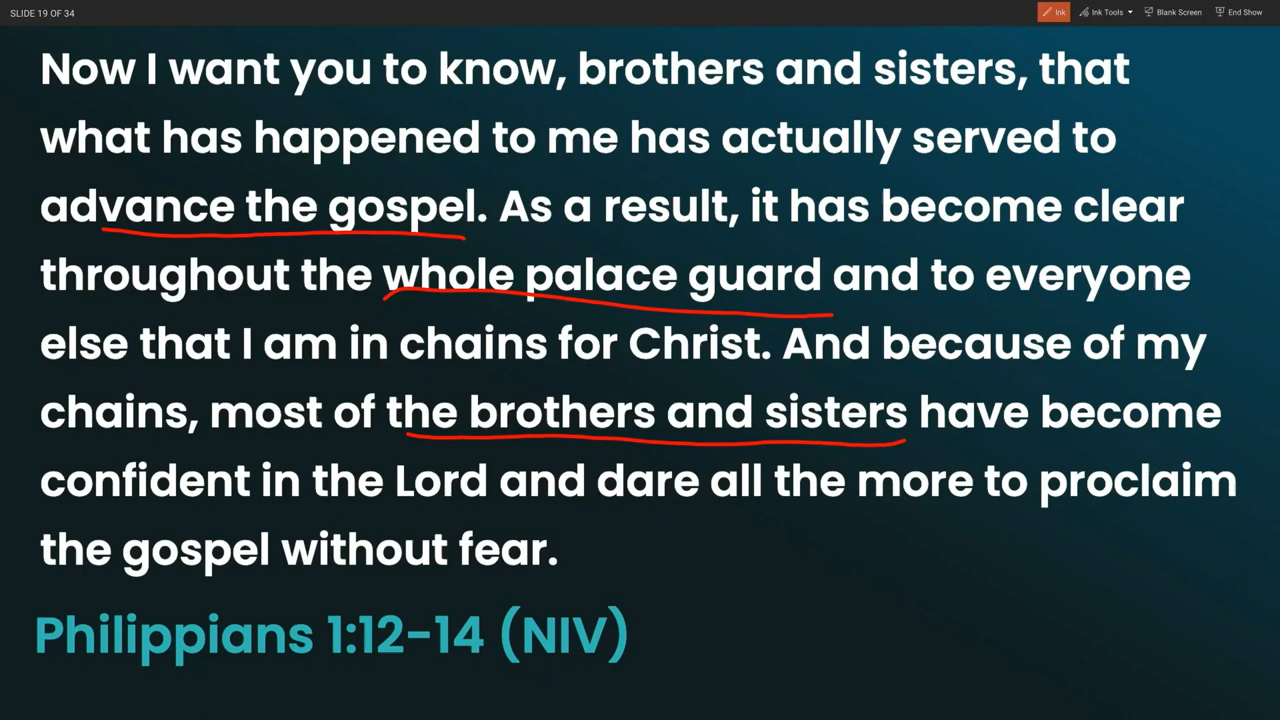 SLIDE 19 OF 34
Ink
Ink Tools
Blank Screen
End Show
Now I want you to know, brothers and sisters, that
what has happened to me has actually served to
advance the gospel. As a result, it has become clear
throughout the whole palace guard and to everyone
else that I am in chains for Christ. And because of my
chains, most of the brothers and sisters have become
confident in the Lord and dare all the more to proclaim
the gospel without fear.
Philippians 1:12-14 (NIV)